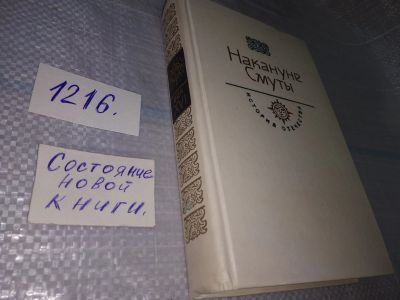 1216.
Состояние
новой
книги.
Накануне
Смуты
История Отечества